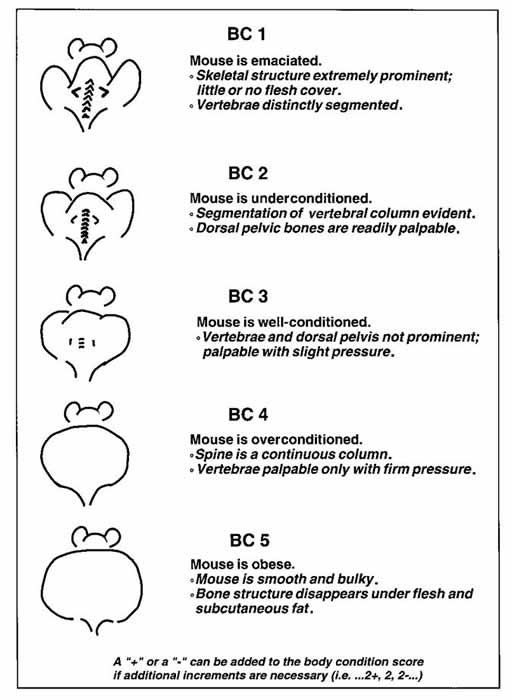 BC 1
Mouse is emaciated.
◦ Skeletal structure extremely prominent;
little or no flesh cover.
◦ Vertebrae distinctly segmented.
BC 2
Mouse is underconditioned.
◦ Segmentation of vertebral column evident.
◦ Dorsal pelvic bones are readily palpable.
BC 3
Mouse is well-conditioned.
◦ Vertebrae and dorsal pelvis not prominent;
palpable with slight pressure.
BC 4
Mouse is overconditioned.
◦ Spine is a continuous column.
◦ Vertebrae palpable only with firm pressure.
BC 5
Mouse is obese.
◦ Mouse is smooth and bulky.
◦ Bone structure disappears under flesh and
subcutaneous fat.
A "+" or a "-" can be added to the body condition score
if additional increments are necessary (i.e. ...2+, 2, 2-...)